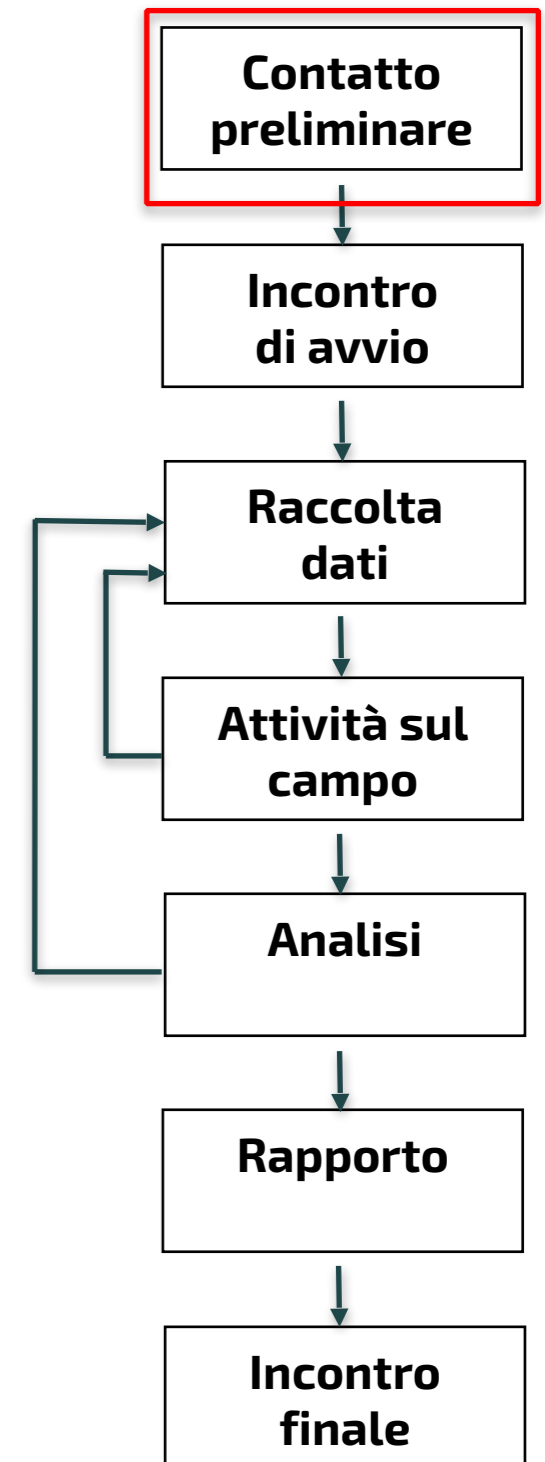 Contatto
preliminare
Incontro
di avvio
Raccolta
dati
Attività sul
campo
Analisi
Rapporto
Incontro
finale